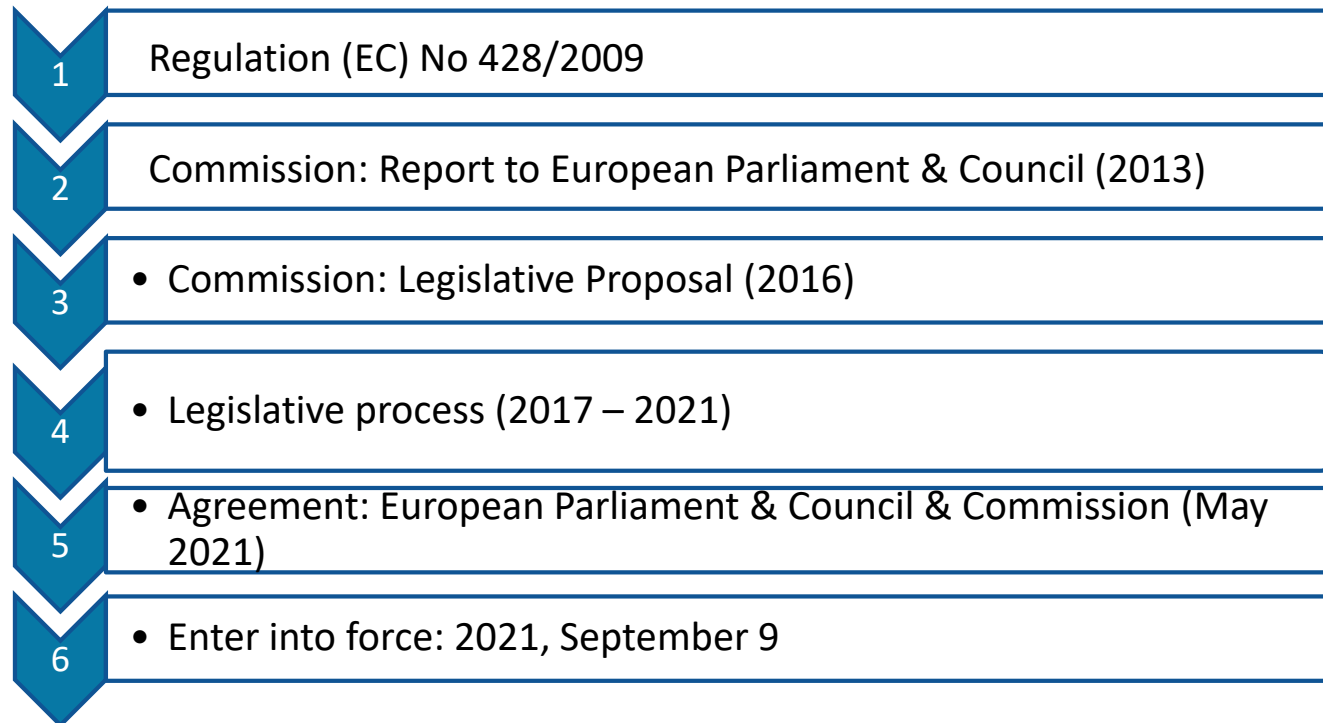 1
Regulation (EC) No 428/2009
2
Commission: Report to European Parliament & Council (2013)
3
• Commission: Legislative Proposal (2016)
4
• Legislative process (2017 – 2021)
5
• Agreement: European Parliament & Council & Commission (May
2021)
6
• Enter into force: 2021, September 9